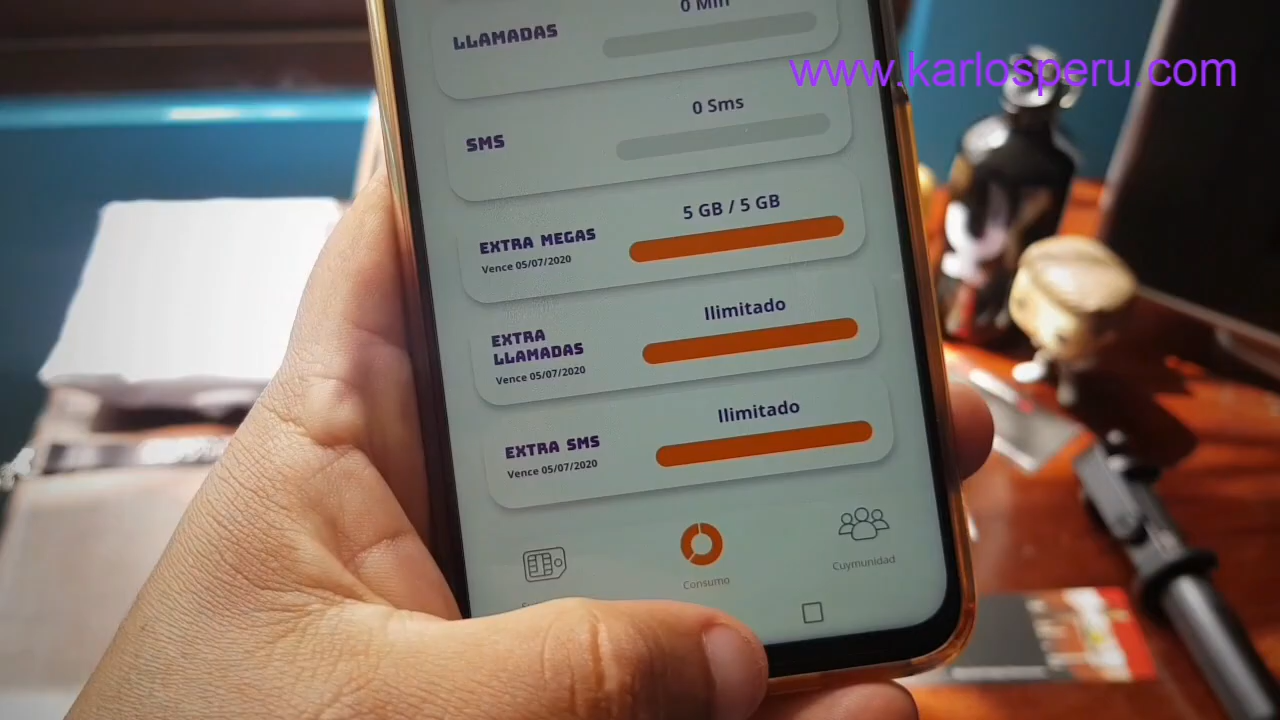 0 Min
LLAMADAS
www.karlosperu.com
0 Sms
SMS
5 GB / 5 GB
EXTRA MEGAS
Vence 05/07/2020
Ilimitado
EXTRA
LLAMADAS
Vence 05/07/2020
Ilimitado
EXTRA SMS
Vence 05/07/2020
Consumo
Cuymunidad